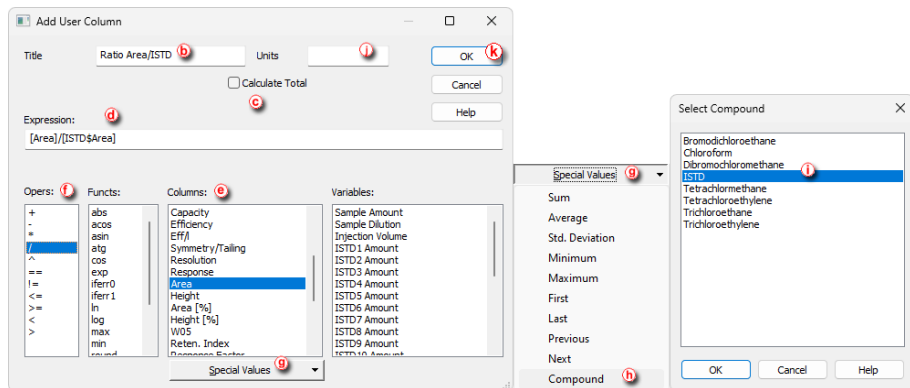 Add User Column
Title Ratio Area/ISTD b Units j OK k
Calculate Total Cancel
c
Help
Expression: d
[Area]/[ISTD$Area]
Opers: f Functs: Columns: e Variables:
+
-
*
/
^
==
!=
<=
>=
<
>
abs
acos
asin
atg
cos
exp
iferr0
iferr1
ln
log
max
min
round
Capacity
Efficiency
Eff/l
Symmetry/Tailing
Resolution
Response
Area
Height
Area [%]
Height [%]
W05
Reten. Index
Response Factor
Sample Amount
Sample Dilution
Injection Volume
ISTD1 Amount
ISTD2 Amount
ISTD3 Amount
ISTD4 Amount
ISTD5 Amount
ISTD6 Amount
ISTD7 Amount
ISTD8 Amount
ISTD9 Amount
ISTD10 Amount
Special Values g
Special Values g
Sum
Average
Std. Deviation
Minimum
Maximum
First
Last
Previous
Next
Compound h
Select Compound
Bromodichloroethane
Chloroform
Dibromochloromethane
ISTD i
Tetrachlormethane
Tetrachloroethylene
Trichloroethane
Trichloroethylene
OK Cancel Help